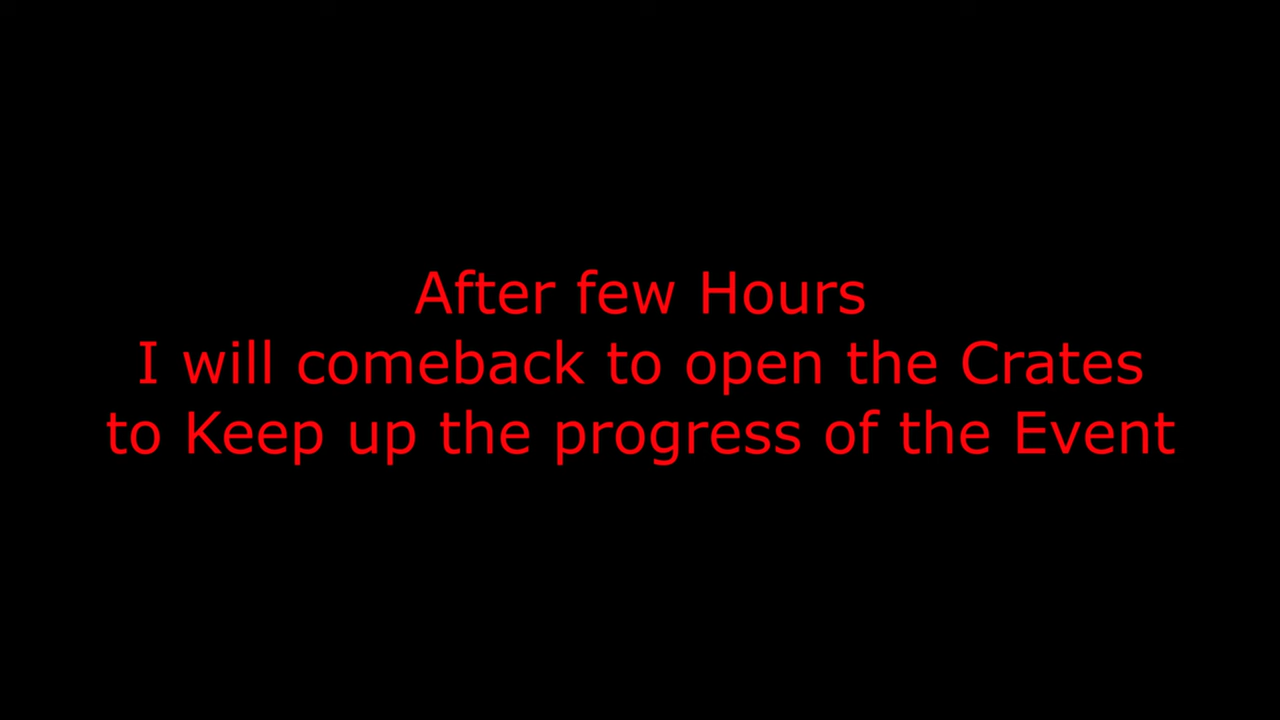 After few Hours
I will comeback to open the Crates
to Keep up the progress of the Event